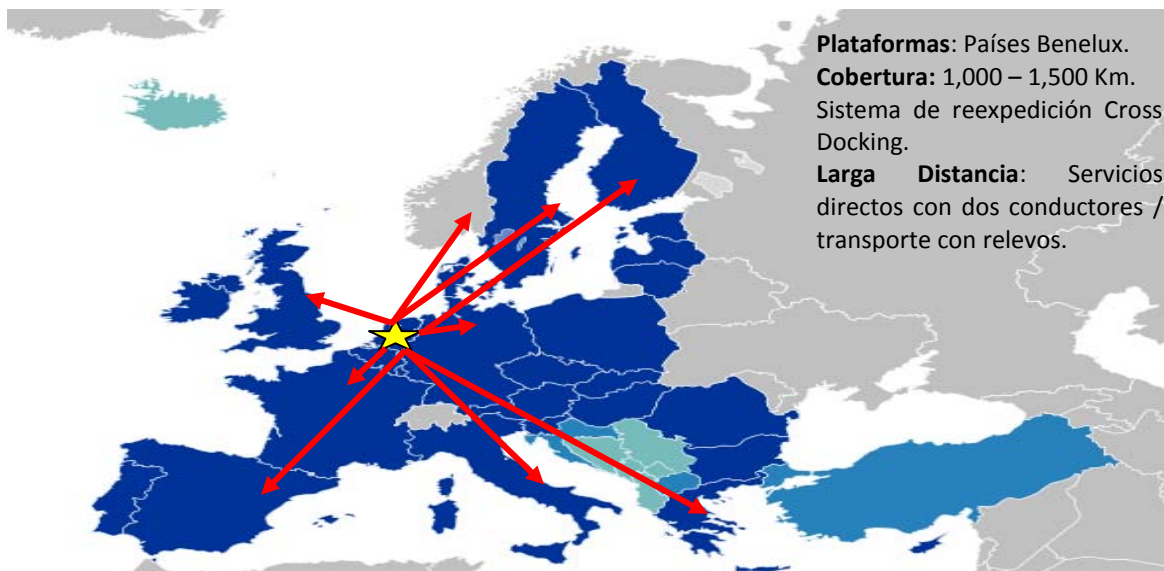 Plataformas: Países Benelux.
Cobertura: 1,000 – 1,500 Km.
Sistema de reexpedición Cross
Docking.
Larga Distancia: Servicios
directos con dos conductores /
transporte con relevos.